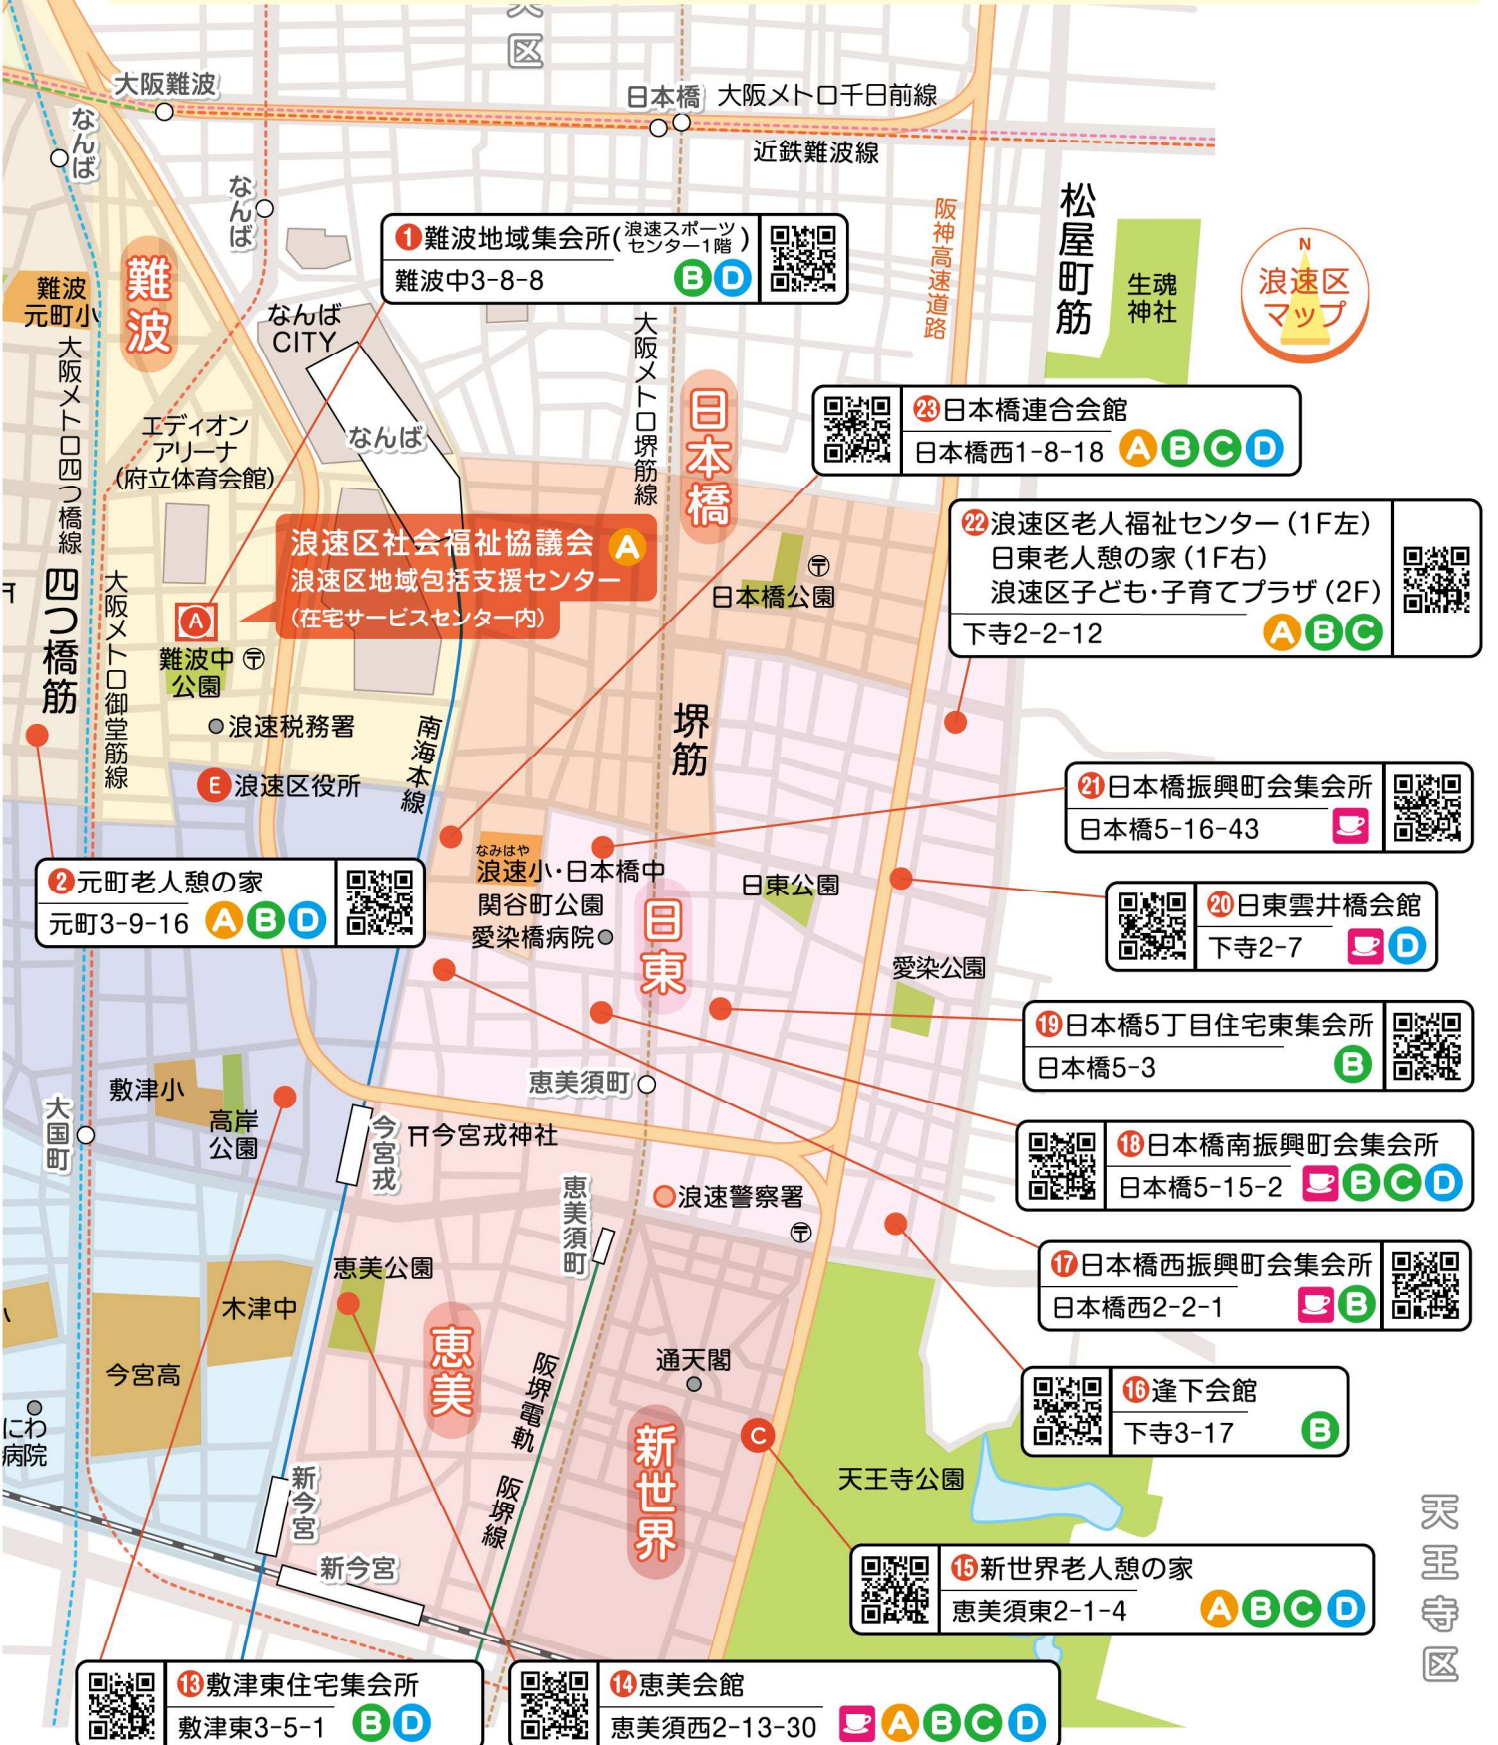 区
大阪難波
なんば
なんば
日本橋
大阪メトロ千日前線
近鉄難波線
阪神高速道路
松屋町筋
生魂
神社
N
浪速区
マップ
難波
元町小
難波
❶難波地域集会所(浪速スポーツセンター1階)
難波中3-8-8
B D
なんば
CITY
なんば
大阪メトロ堺筋線
日本橋
大阪メトロ四つ橋線
エディオン
アリーナ
(府立体育会館)
㉓日本橋連合会館
日本橋西1-8-18 A B C D
㉒浪速区老人福祉センター(1F左)
日東老人憩の家(1F右)
浪速区子ども・子育てプラザ(2F)
下寺2-2-12 A B C
浪速区社会福祉協議会 A
浪速区地域包括支援センター
(在宅サービスセンター内)
四つ橋筋
大阪メトロ御堂筋線
A
難波中
公園
〒
日本橋公園
〒
浪速税務署
堺筋
南海本線
E 浪速区役所
㉑日本橋振興町会集会所
日本橋5-16-43
❷元町老人憩の家
元町3-9-16 A B D
なみはや
浪速小・日本橋中
関谷町公園
愛染橋病院
日東
日東公園
⑳日東雲井橋会館
下寺2-7 D
愛染公園
⑲日本橋5丁目住宅東集会所
日本橋5-3 B
恵美須町
敷津小
高岸
公園
大国町
今宮戎
今宮戎神社
⑱日本橋南振興町会集会所
日本橋5-15-2 B C D
恵美須町
浪速警察署
〒
⑰日本橋西振興町会集会所
日本橋西2-2-1 B
恵美公園
木津中
今宮高
恵美
阪堺電軌 阪堺線
通天閣
新世界
C
⑯逢下会館
下寺3-17 B
にわ
病院
天王寺公園
新今宮
新今宮
天王寺区
⑮新世界老人憩の家
恵美須東2-1-4 A B C D
⑬敷津東住宅集会所
敷津東3-5-1 B D
⑭恵美会館
恵美須西2-13-30 A B C D